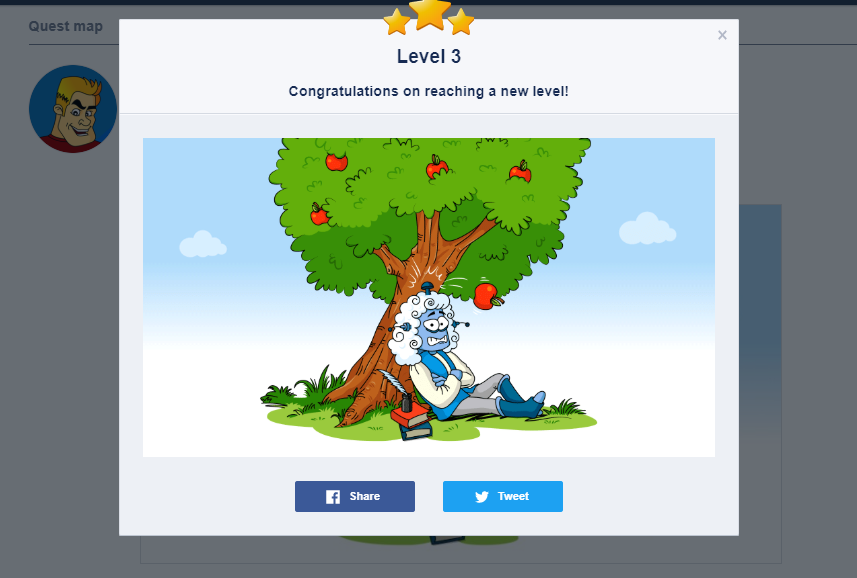 Quest map
Level 3
Congratulations on reaching a new level!
Share
Tweet